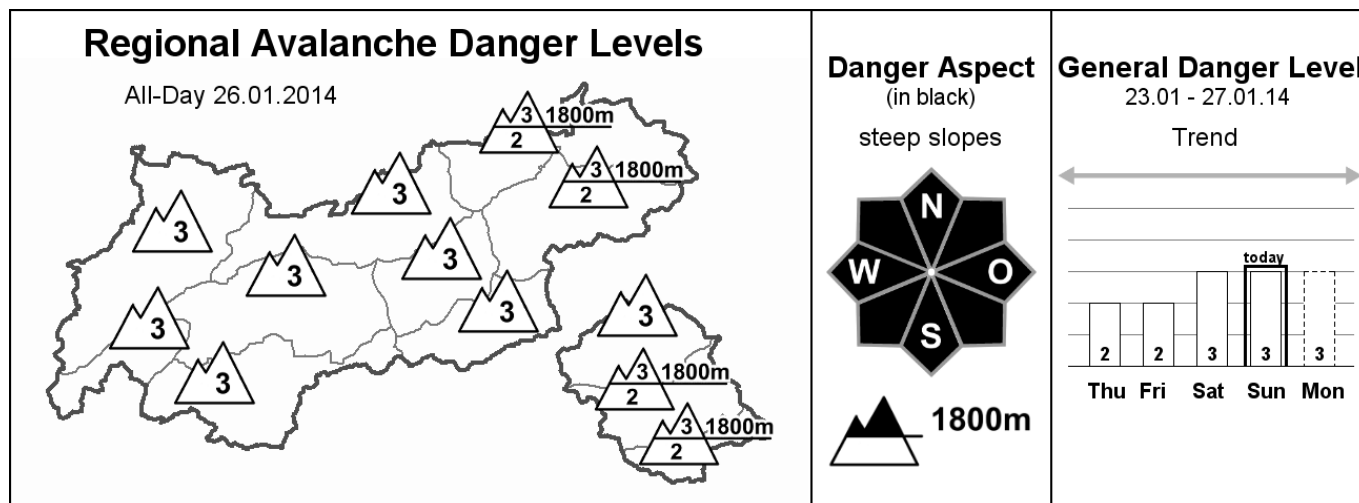 Regional Avalanche Danger Levels
All-Day 26.01.2014
3 1800m
2
3 1800m
2
3
3
3
3
3
3
3
3
3 1800m
2
3 1800m
2
3
Danger Aspect
(in black)
steep slopes
N
W O
S
1800m
General Danger Level
23.01 - 27.01.14
Trend
today
2 2 3 3 3
Thu Fri Sat Sun Mon